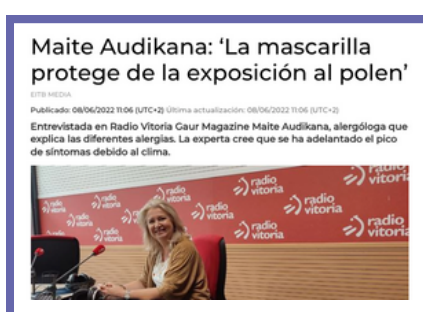 Maite Audikana: ‘La mascarilla
protege de la exposición al polen’
EITB MEDIA
Publicado: 08/06/2022 11:06 (UTC+2) Última actualización: 08/06/2022 11:06 (UTC+2)
Entrevistada en Radio Vitoria Gaur Magazine Maite Audikana, alergóloga que
explica las diferentes alergias. La experta cree que se ha adelantado el pico
de síntomas debido al clima.
radio vitoria
radio vitoria
radio vitoria
radio vitoria
radio vitoria
radio vitoria